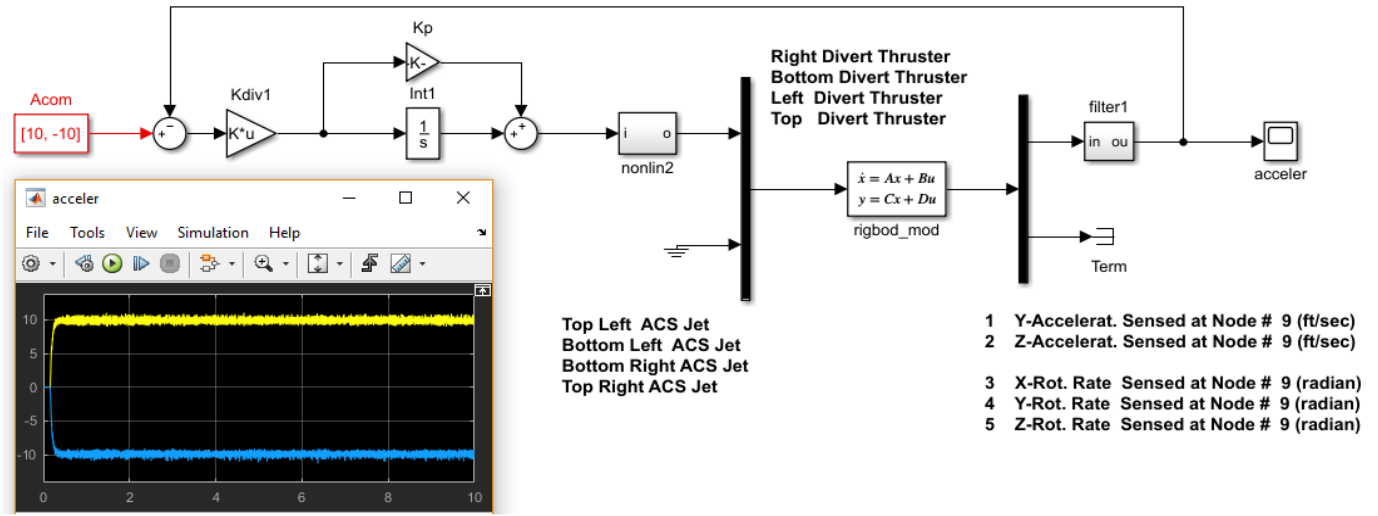 Kp
Right Divert Thruster
Bottom Divert Thruster
Left Divert Thruster
Top Divert Thruster
Acom
Kdiv1
-K-
Int1
filter1
[10, -10]
+
−
K*u
1
s
+
+
i o
nonlin2
in ou
acceler
ẋ = Ax + Bu
y = Cx + Du
rigbod_mod
Term
acceler
File Tools View Simulation Help
10
5
0
-5
-10
0 2 4 6 8 10
Top Left ACS Jet
Bottom Left ACS Jet
Bottom Right ACS Jet
Top Right ACS Jet
1 Y-Accelerat. Sensed at Node # 9 (ft/sec)
2 Z-Accelerat. Sensed at Node # 9 (ft/sec)
3 X-Rot. Rate Sensed at Node # 9 (radian)
4 Y-Rot. Rate Sensed at Node # 9 (radian)
5 Z-Rot. Rate Sensed at Node # 9 (radian)